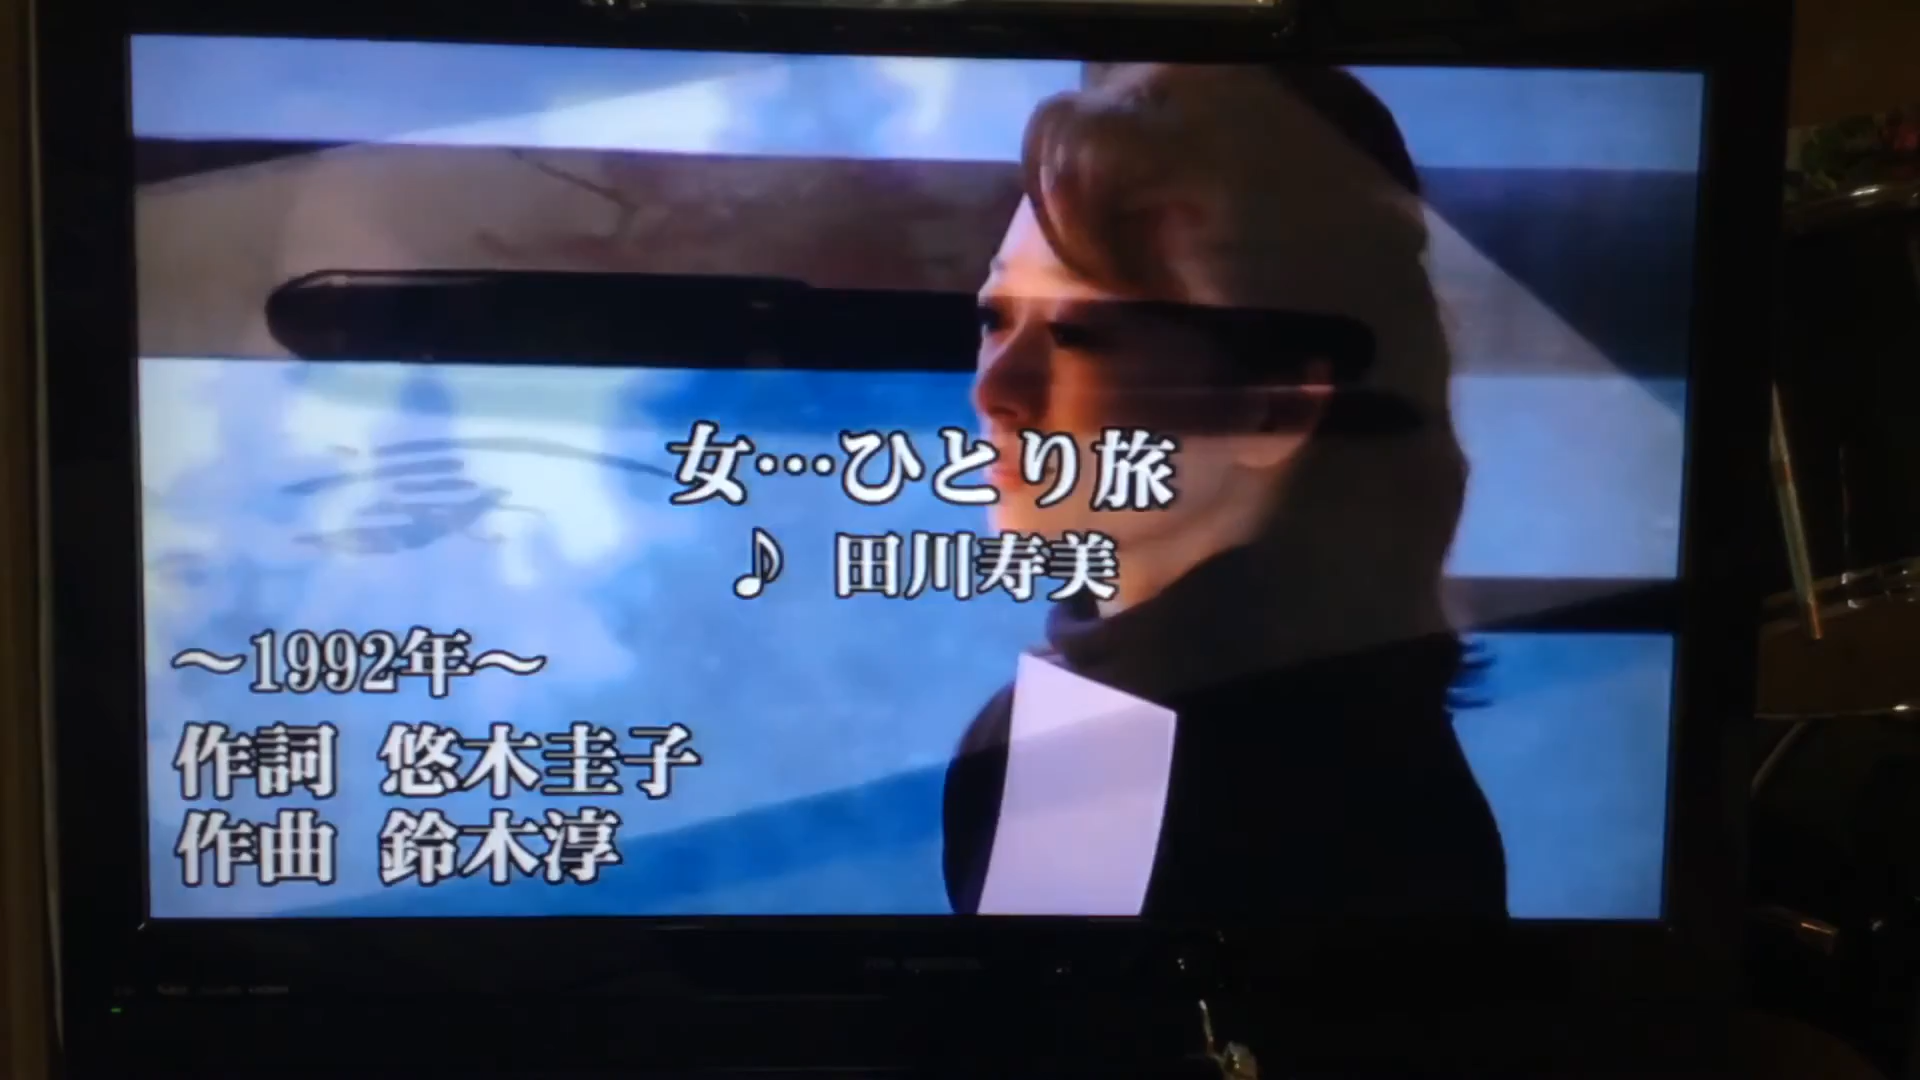 女…ひとり旅
♪ 田川寿美
～1992年～
作詞 悠木圭子
作曲 鈴木淳